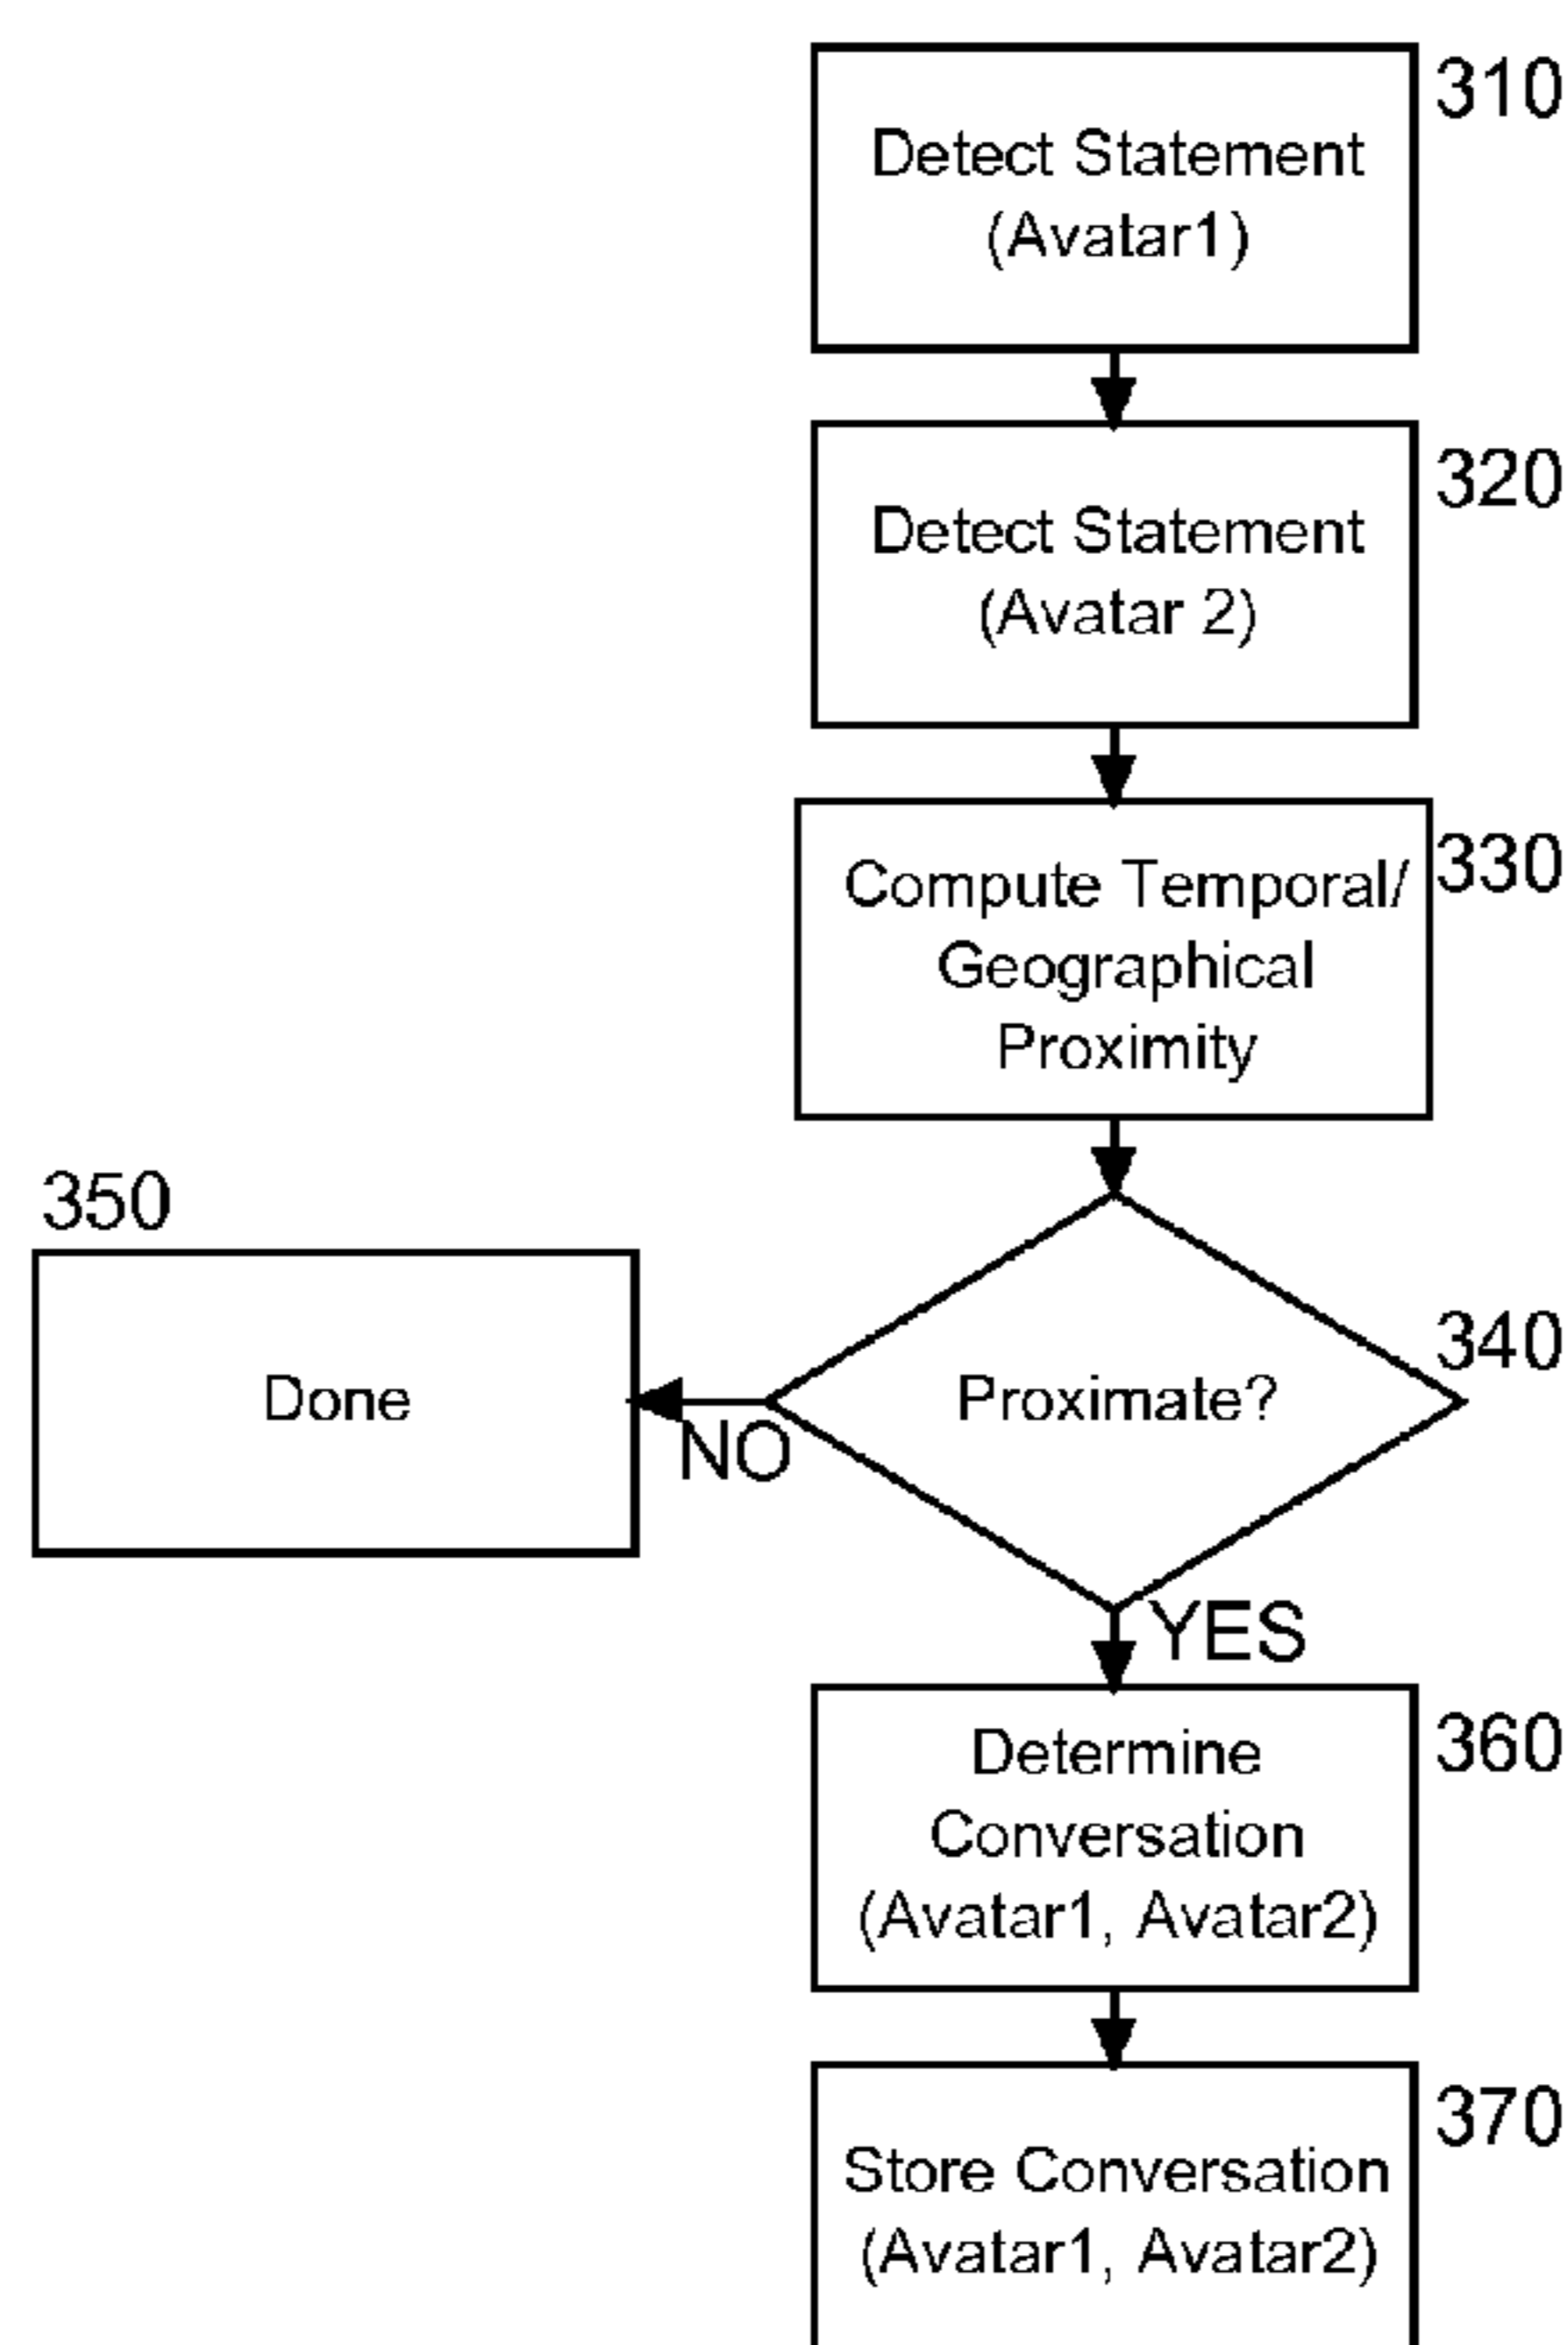 310
Detect Statement
(Avatar1)
320
Detect Statement
(Avatar 2)
330
Compute Temporal/
Geographical
Proximity
350
Done
NO
340
Proximate?
YES
360
Determine
Conversation
(Avatar1, Avatar2)
370
Store Conversation
(Avatar1, Avatar2)